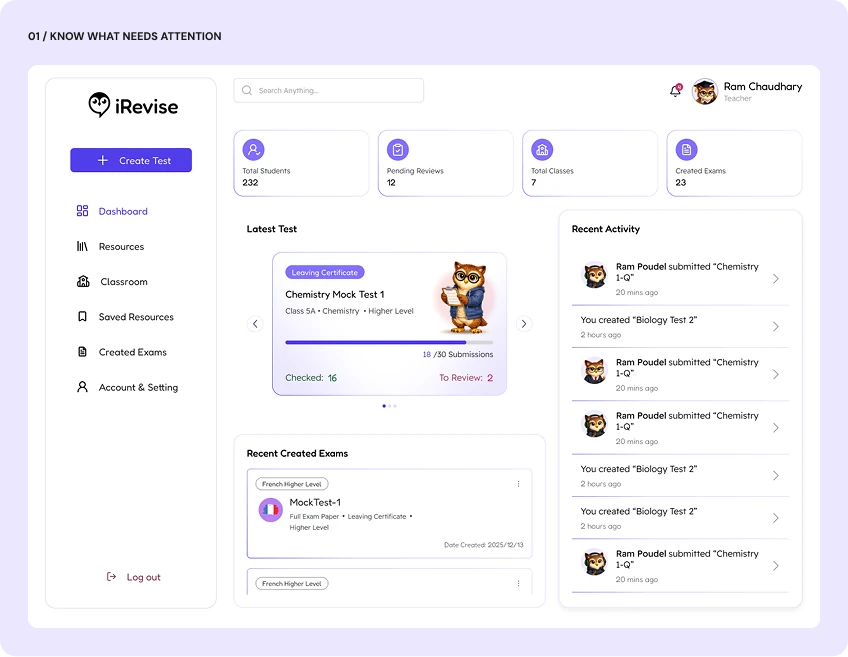 01 / KNOW WHAT NEEDS ATTENTION
iRevise
Create Test
Dashboard
Resources
Classroom
Saved Resources
Created Exams
Account & Setting
Log out
Search Anything...
Ram Chaudhary
Teacher
Total Students
232
Pending Reviews
12
Total Classes
7
Created Exams
23
Latest Test
Leaving Certificate
Chemistry Mock Test 1
Class 5A • Chemistry • Higher Level
18 /30 Submissions
Checked: 16
To Review: 2
Recent Created Exams
French Higher Level
MockTest-1
Full Exam Paper • Leaving Certificate •
Higher Level
Date Created: 2025/12/13
French Higher Level
Recent Activity
Ram Poudel submitted “Chemistry
1-Q”
20 mins ago
You created “Biology Test 2”
2 hours ago
Ram Poudel submitted “Chemistry
1-Q”
20 mins ago
Ram Poudel submitted “Chemistry
1-Q”
20 mins ago
You created “Biology Test 2”
2 hours ago
You created “Biology Test 2”
2 hours ago
Ram Poudel submitted “Chemistry
1-Q”
20 mins ago